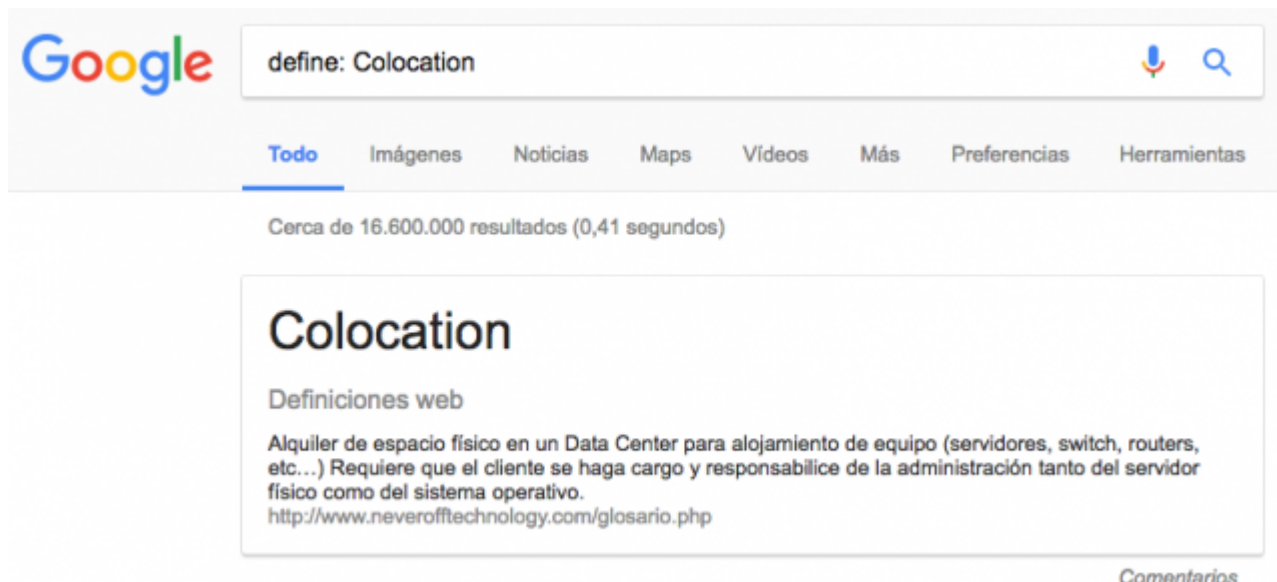 Google
define: Colocation
Todo Imágenes Noticias Maps Vídeos Más Preferencias Herramientas
Cerca de 16.600.000 resultados (0,41 segundos)
Colocation
Definiciones web
Alquiler de espacio físico en un Data Center para alojamiento de equipo (servidores, switch, routers,
etc...) Requiere que el cliente se haga cargo y responsabilice de la administración tanto del servidor
físico como del sistema operativo.
http://www.neverofftechnology.com/glosario.php
Comentarios